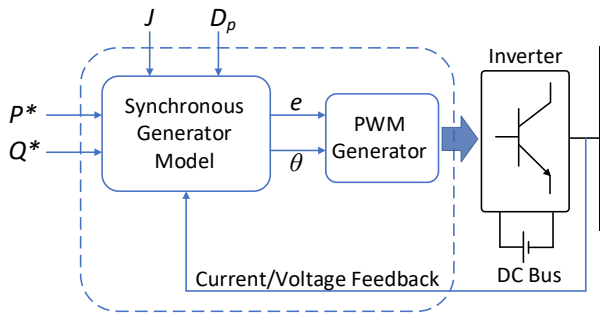 J
Dp
Inverter
P*
Q*
Synchronous
Generator
Model
e
θ
PWM
Generator
Current/Voltage Feedback
DC Bus